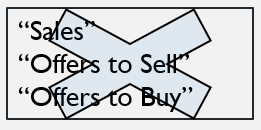 “Sales”
“Offers to Sell”
“Offers to Buy”